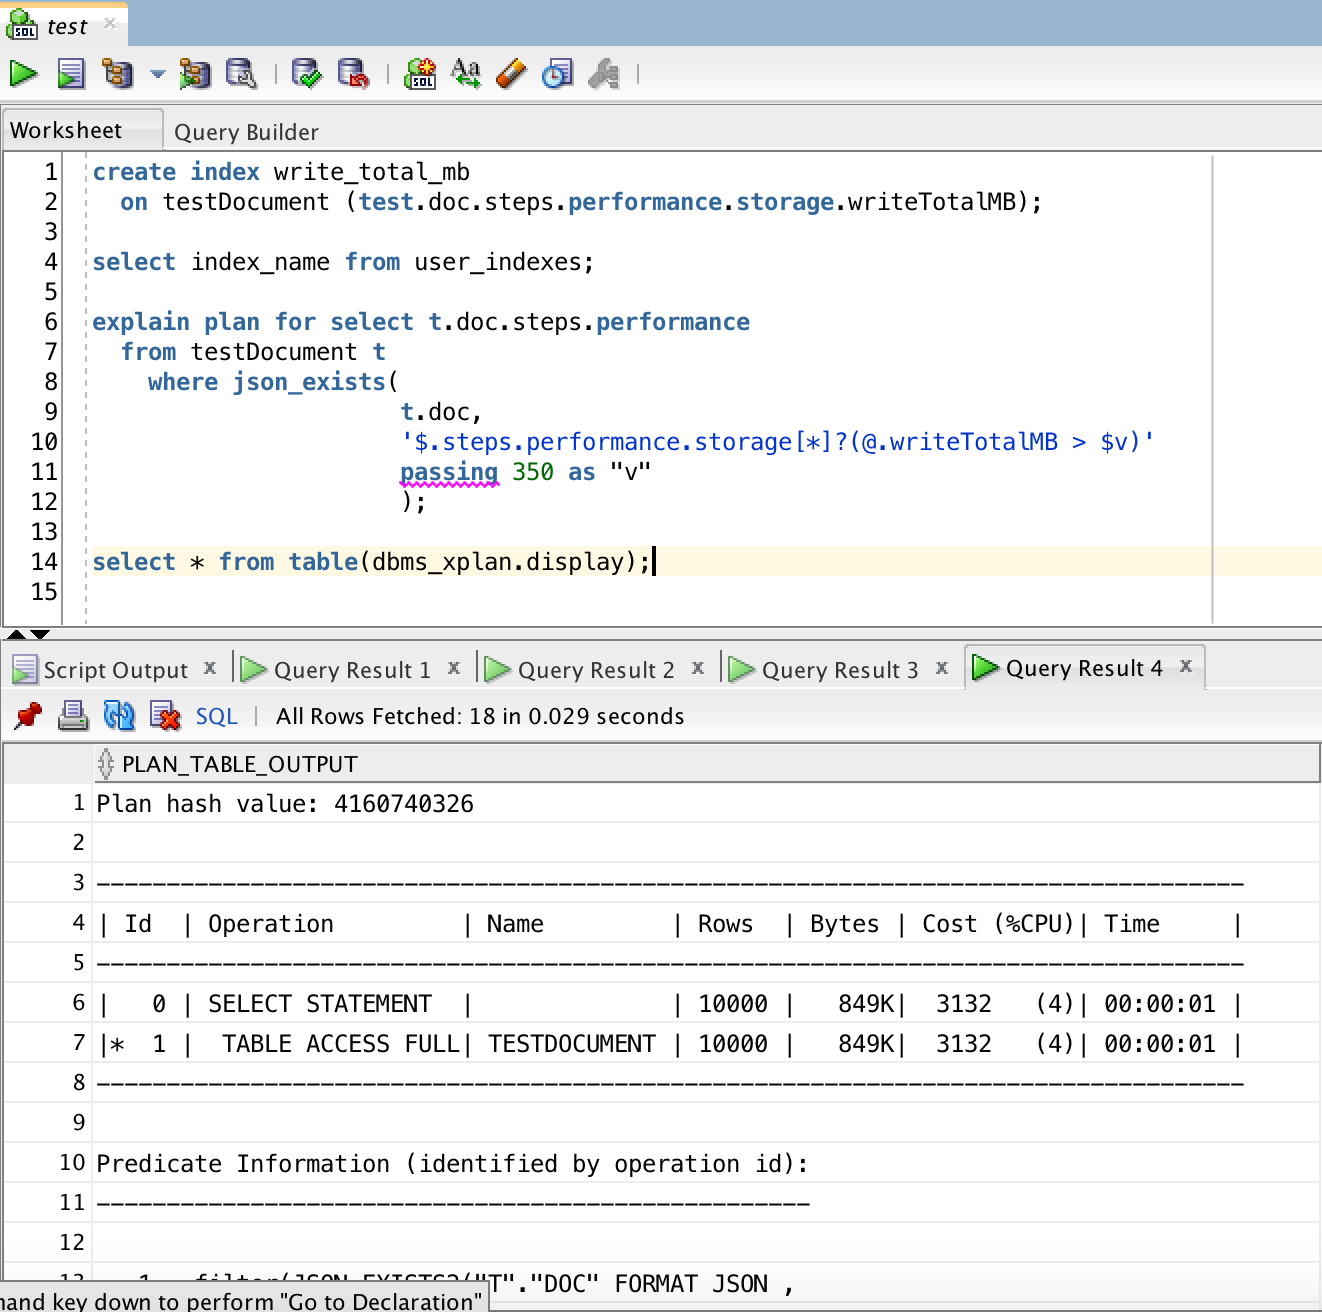 test
Worksheet Query Builder
1 create index write_total_mb
2 on testDocument (test.doc.steps.performance.storage.writeTotalMB);
3
4 select index_name from user_indexes;
5
6 explain plan for select t.doc.steps.performance
7 from testDocument t
8 where json_exists(
9 t.doc,
10 '$.steps.performance.storage[*]?(@.writeTotalMB > $v)'
11 passing 350 as "v"
12 );
13
14 select * from table(dbms_xplan.display);
15
Script Output x Query Result 1 x Query Result 2 x Query Result 3 x Query Result 4 x
SQL | All Rows Fetched: 18 in 0.029 seconds
PLAN_TABLE_OUTPUT
1 Plan hash value: 4160740326
2
3 ----------------------------------------------------------------------------------
4 | Id  | Operation         | Name         | Rows  | Bytes | Cost (%CPU)| Time     |
5 ----------------------------------------------------------------------------------
6 |   0 | SELECT STATEMENT  |              | 10000 |   849K|  3132   (4)| 00:00:01 |
7 |*  1 |  TABLE ACCESS FULL| TESTDOCUMENT | 10000 |   849K|  3132   (4)| 00:00:01 |
8 ----------------------------------------------------------------------------------
9
10 Predicate Information (identified by operation id):
11 ---------------------------------------------------
12
13 1 - filter(JSON_EXISTS2("T"."DOC" FORMAT JSON ,
mand key down to perform "Go to Declaration"